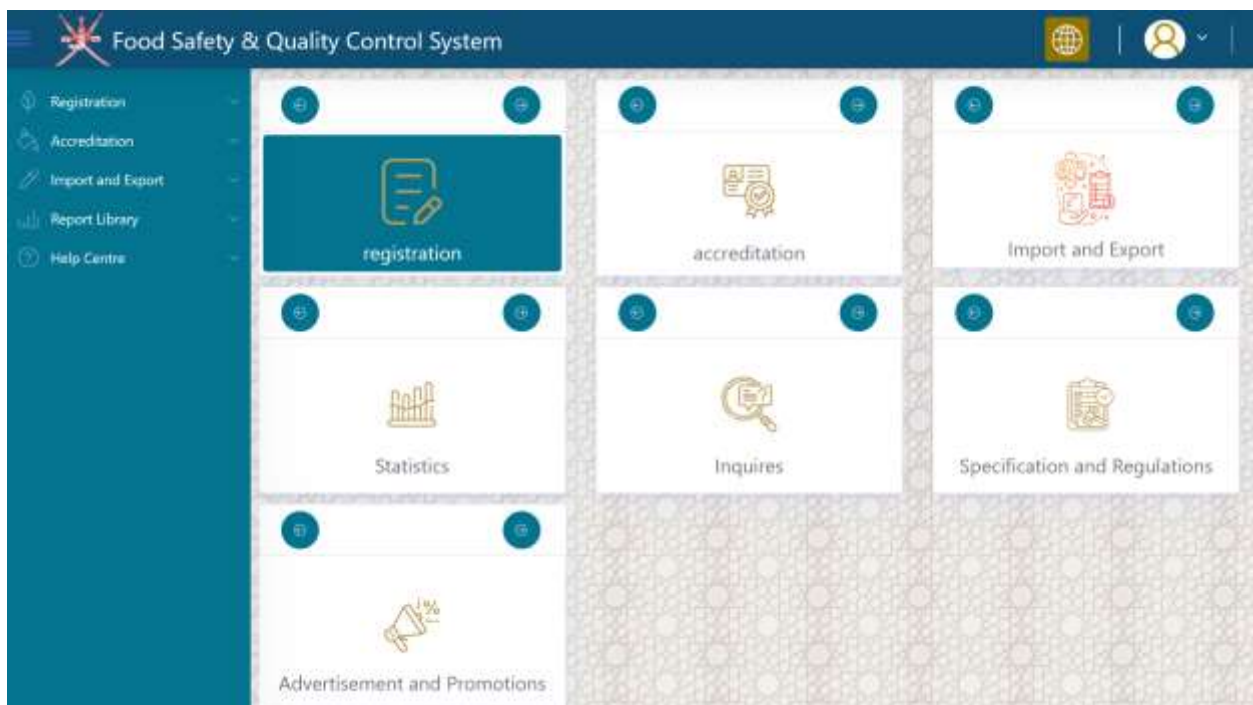 Food Safety & Quality Control System
Registration
Accreditation
Import and Export
Report Library
Help Centre
registration
accreditation
Import and Export
Statistics
Inquires
Specification and Regulations
Advertisement and Promotions